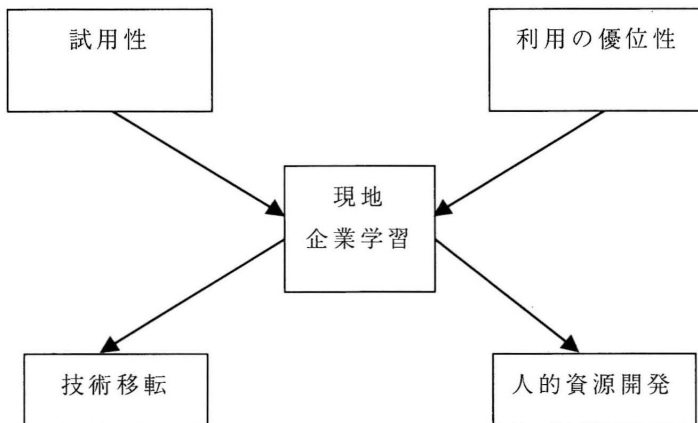 試用性
利用の優位性
現地
企業学習
技術移転
人的資源開発